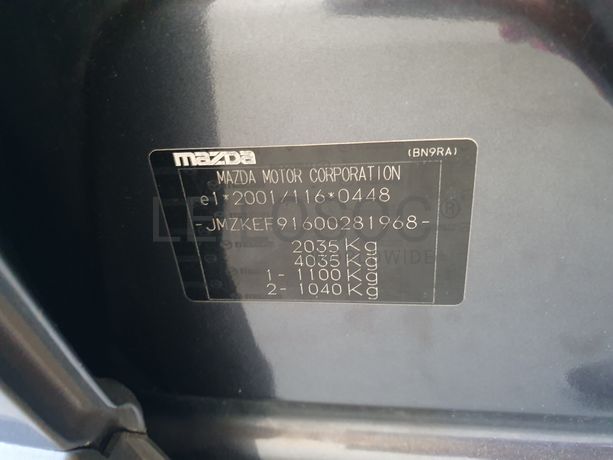 mazda
(BN9RA)
MAZDA MOTOR CORPORATION
e1*2001/116*0448
-JMZKEF91600281968-
2035Kg
4035Kg
1-1100Kg
2-1040Kg